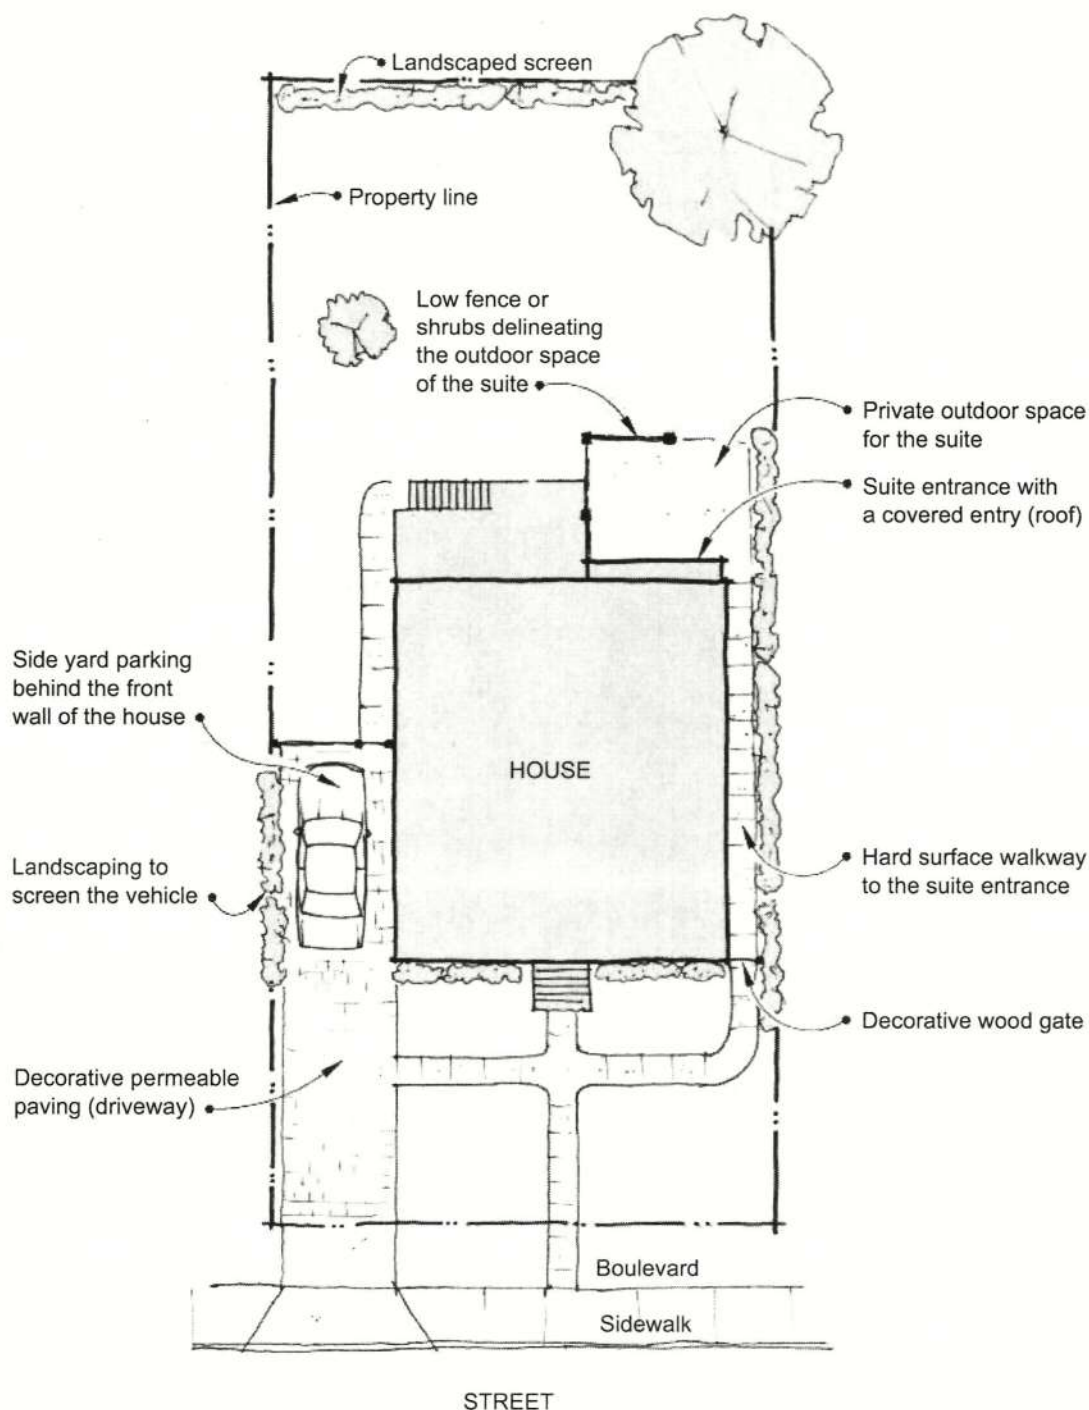 Landscaped screen
Property line
Low fence or
shrubs delineating
the outdoor space
of the suite
Private outdoor space
for the suite
Suite entrance with
a covered entry (roof)
Side yard parking
behind the front
wall of the house
HOUSE
Landscaping to
screen the vehicle
Hard surface walkway
to the suite entrance
Decorative wood gate
Decorative permeable
paving (driveway)
Boulevard
Sidewalk
STREET